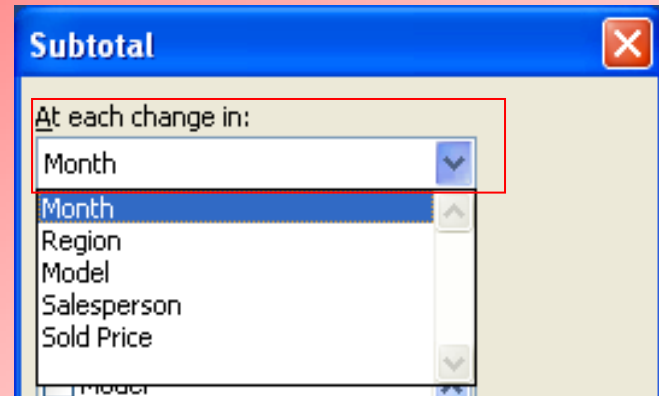 Subtotal
At each change in:
Month
Month
Region
Model
Salesperson
Sold Price
Model